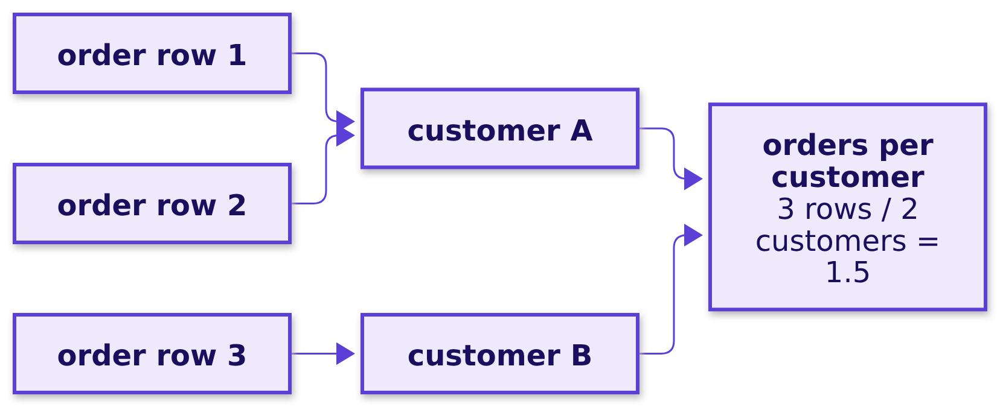 order row 1
order row 2
order row 3
customer A
customer B
orders per
customer
3 rows / 2
customers =
1.5